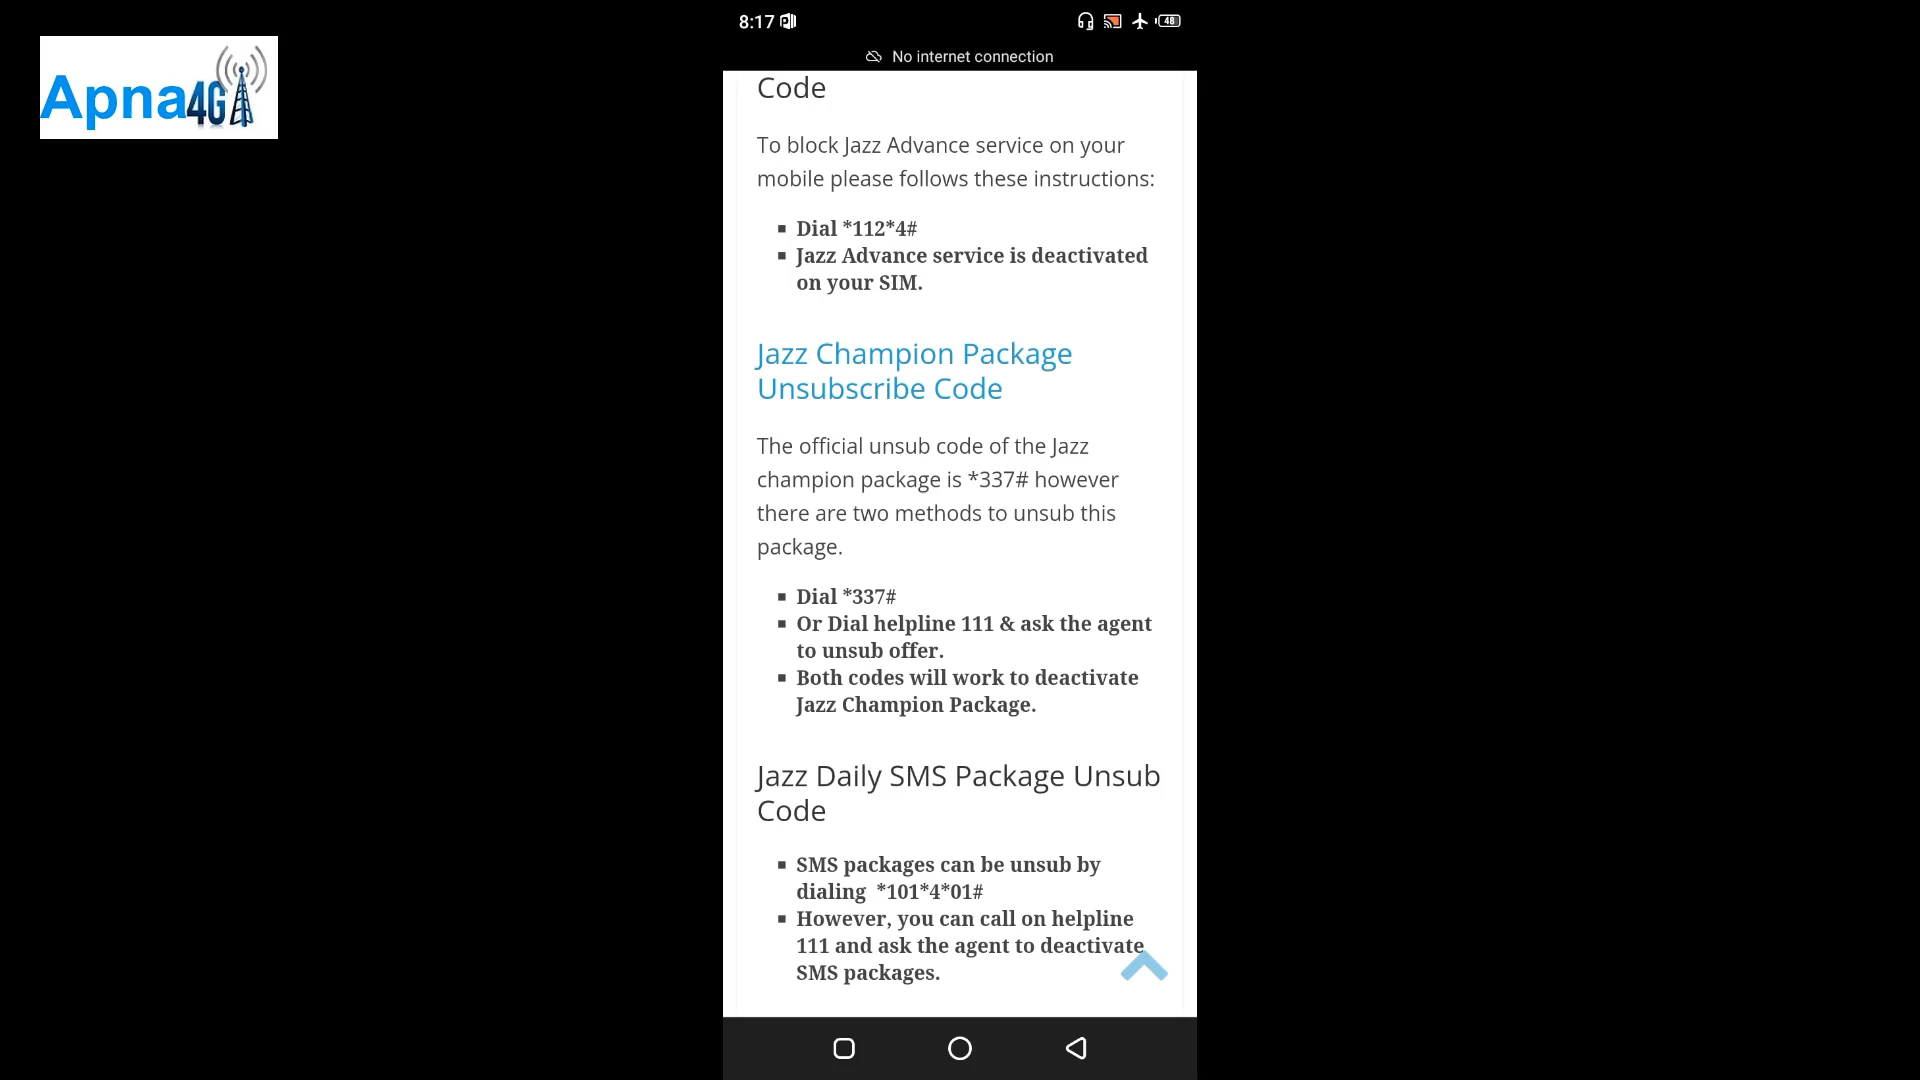 Apna4G
8:17
48
No internet connection
Code
To block Jazz Advance service on your
mobile please follows these instructions:
▪ Dial *112*4#
▪ Jazz Advance service is deactivated
on your SIM.
Jazz Champion Package
Unsubscribe Code
The official unsub code of the Jazz
champion package is *337# however
there are two methods to unsub this
package.
▪ Dial *337#
▪ Or Dial helpline 111 & ask the agent
to unsub offer.
▪ Both codes will work to deactivate
Jazz Champion Package.
Jazz Daily SMS Package Unsub
Code
▪ SMS packages can be unsub by
dialing  *101*4*01#
▪ However, you can call on helpline
111 and ask the agent to deactivate
SMS packages.